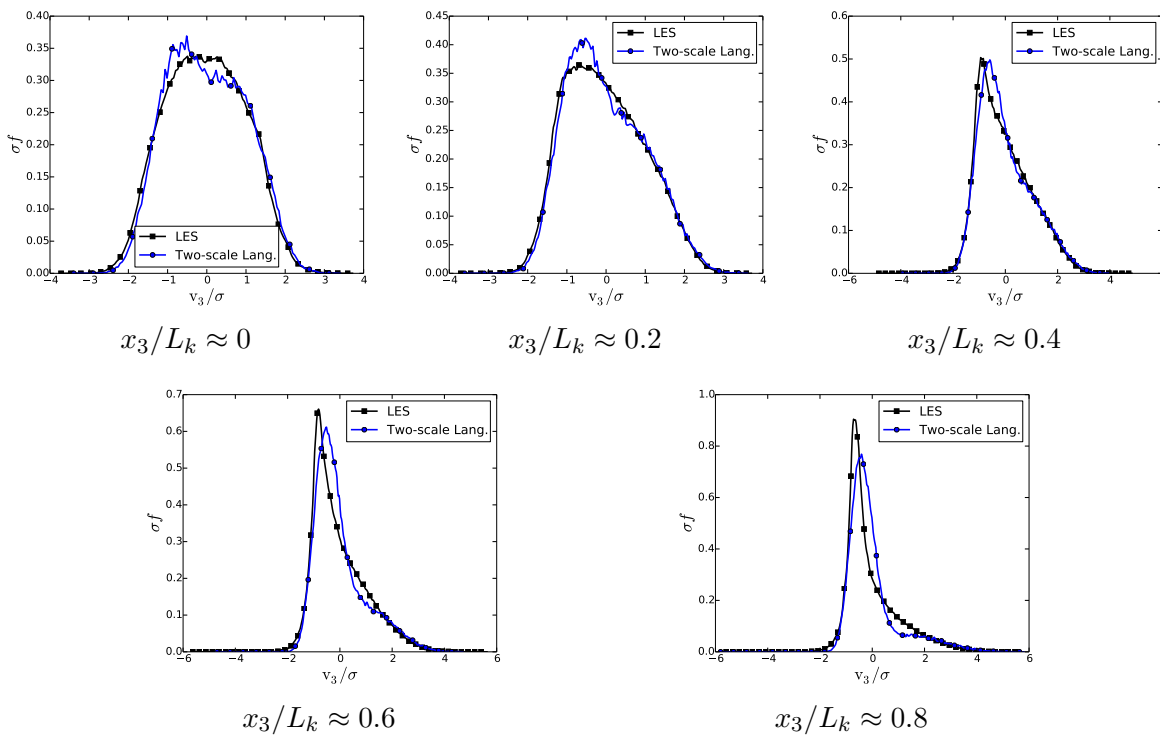 0.40
0.35
0.30
0.25
0.20
0.15
0.10
0.05
0.00
σf
LES
Two-scale Lang.
−4 −3 −2 −1 0 1 2 3 4
v₃/σ
x₃/Lₖ ≈ 0
0.45
0.40
0.35
0.30
0.25
0.20
0.15
0.10
0.05
0.00
σf
LES
Two-scale Lang.
−4 −3 −2 −1 0 1 2 3 4
v₃/σ
x₃/Lₖ ≈ 0.2
0.6
0.5
0.4
0.3
0.2
0.1
0.0
σf
LES
Two-scale Lang.
−6 −4 −2 0 2 4 6
v₃/σ
x₃/Lₖ ≈ 0.4
0.7
0.6
0.5
0.4
0.3
0.2
0.1
0.0
σf
LES
Two-scale Lang.
−6 −4 −2 0 2 4 6
v₃/σ
x₃/Lₖ ≈ 0.6
1.0
0.8
0.6
0.4
0.2
0.0
σf
LES
Two-scale Lang.
−6 −4 −2 0 2 4 6
v₃/σ
x₃/Lₖ ≈ 0.8